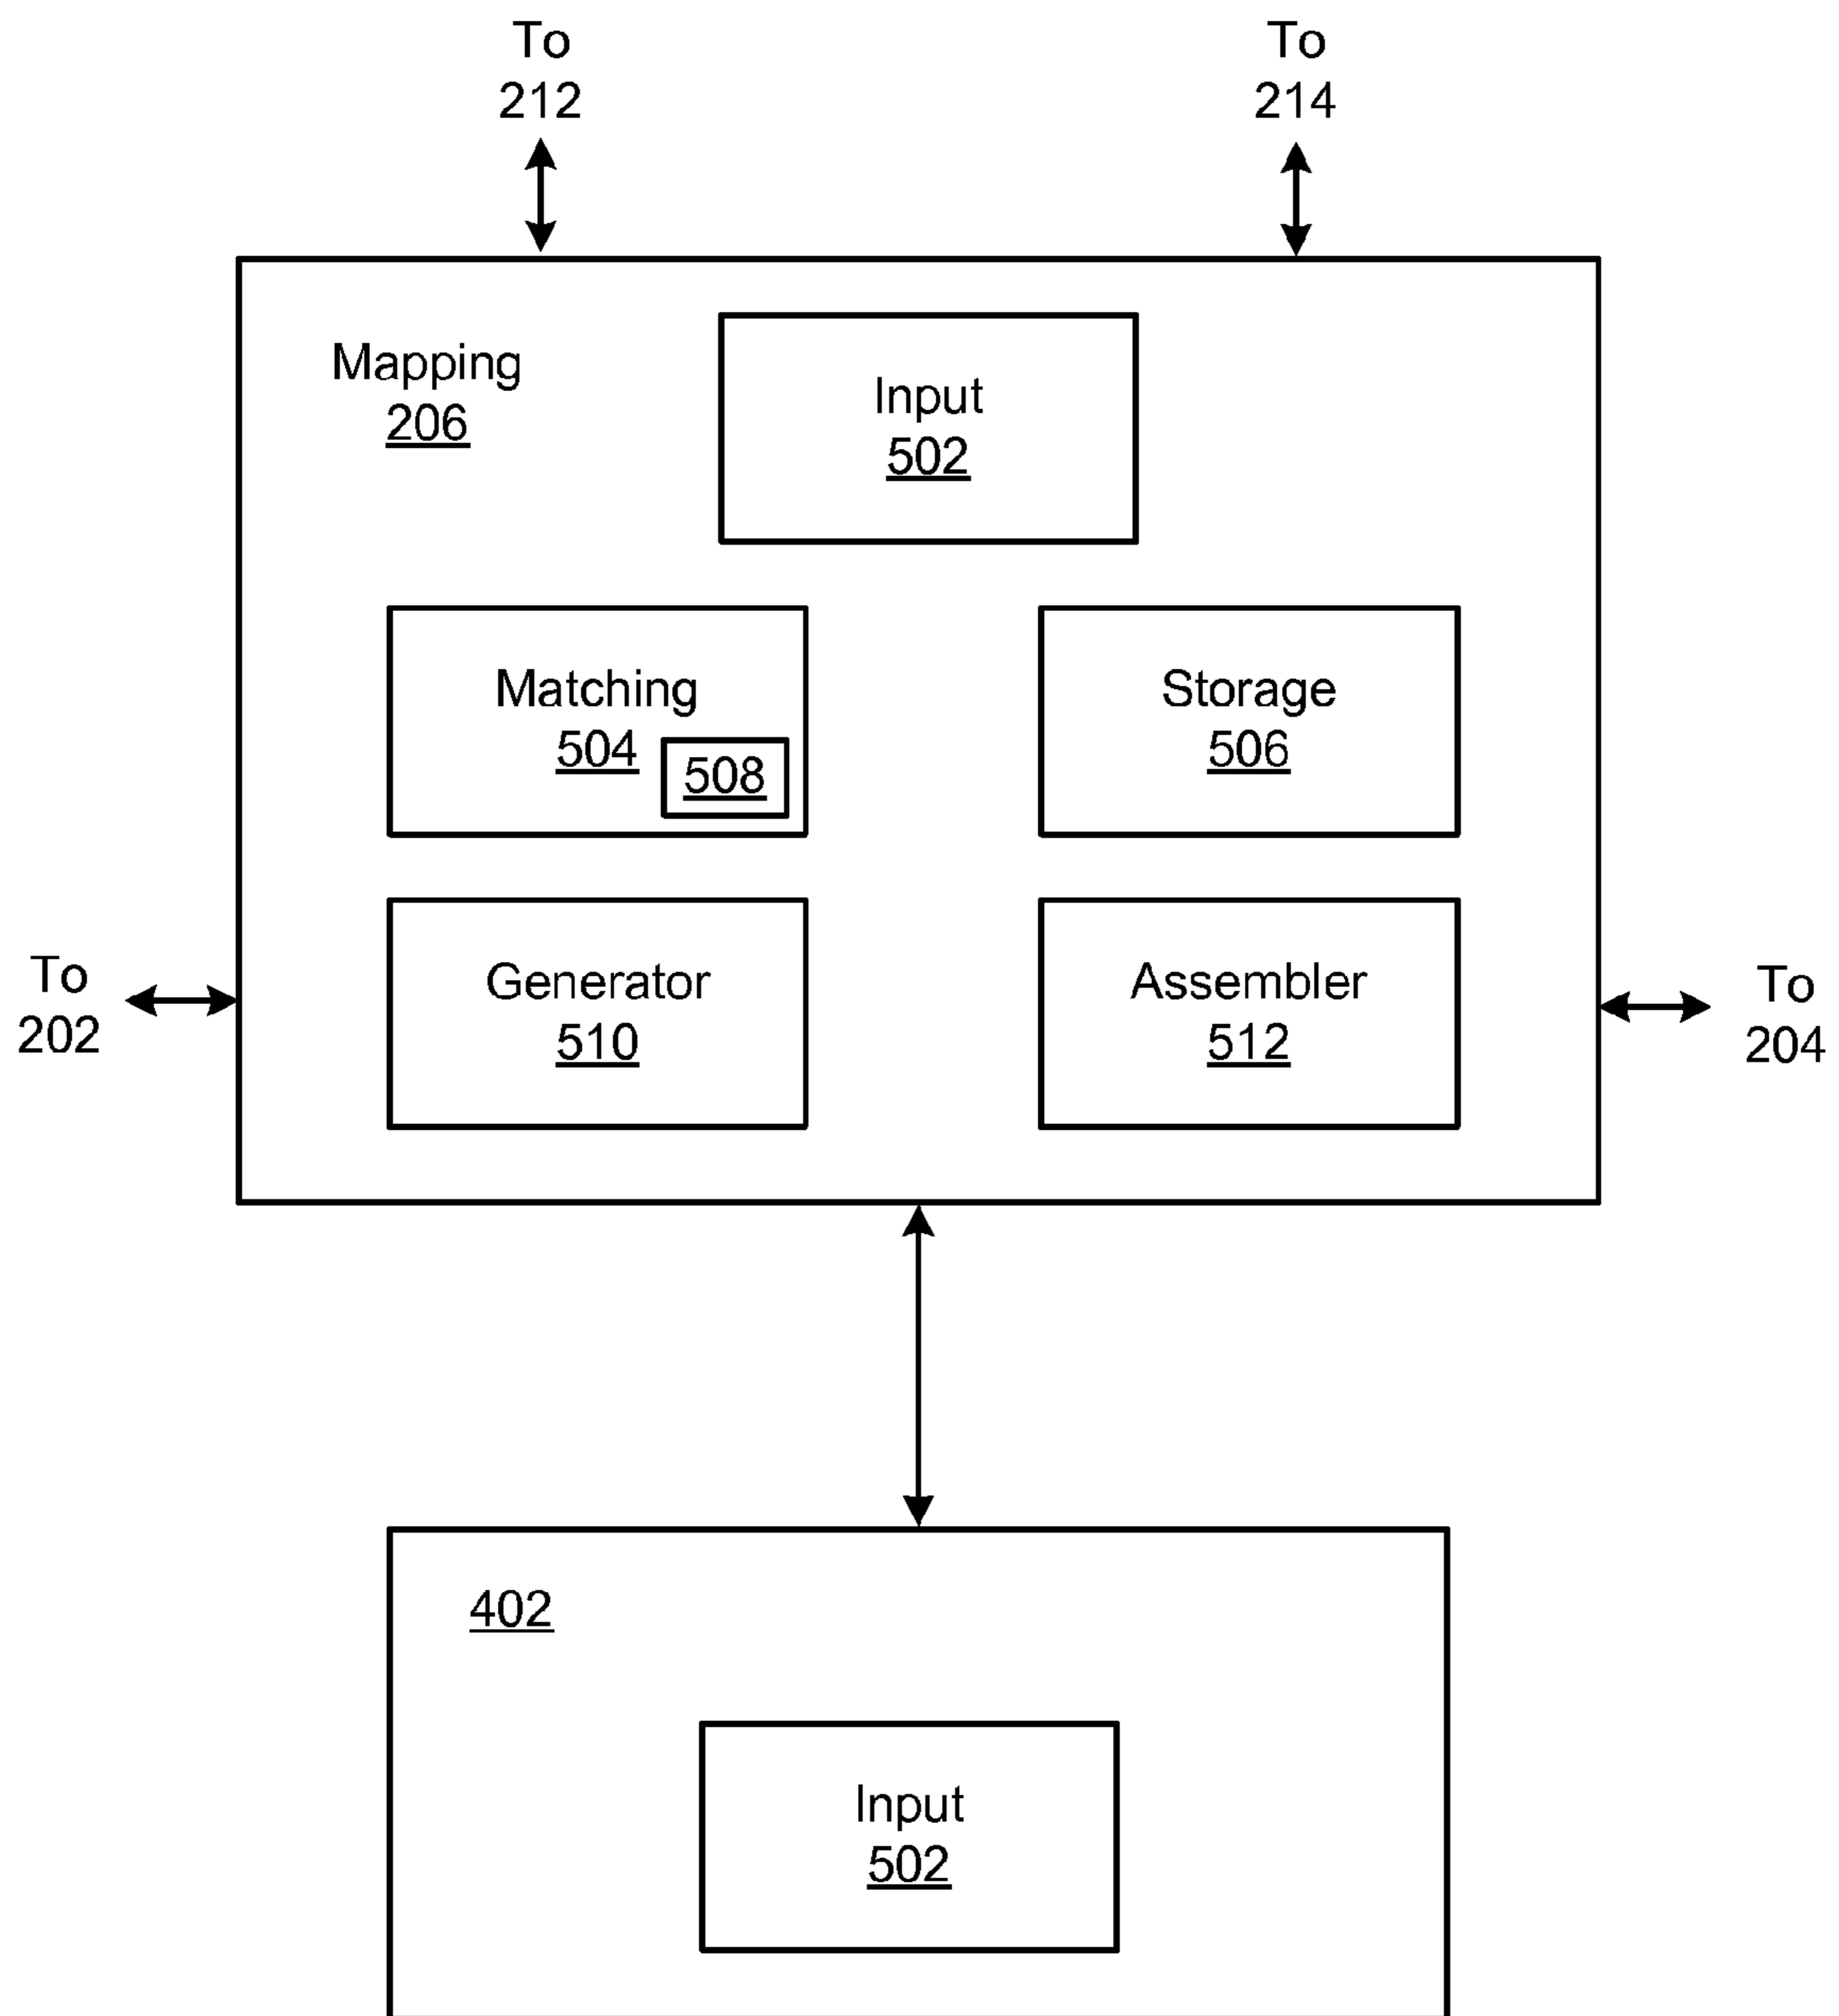 To
212
To
214
Mapping
206
Input
502
Matching
504
508
Storage
506
Generator
510
Assembler
512
To
202
To
204
402
Input
502